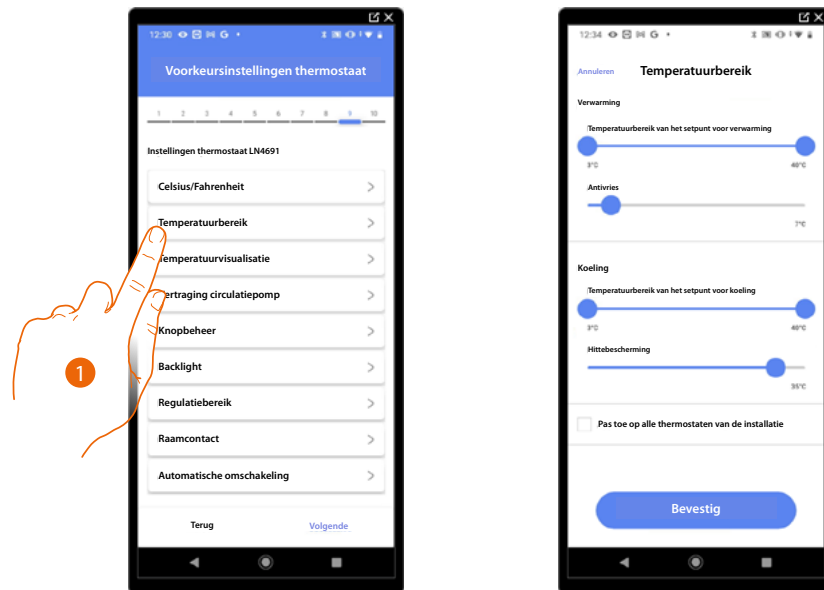 12:30 G
Voorkeursinstellingen thermostaat
1 2 3 4 5 6 7 8 9 10
Instellingen thermostaat LN4691
Celsius/Fahrenheit
Temperatuurbereik
Temperatuurvisualisatie
ertraging circulatiepomp
Knopbeheer
Backlight
Regulatiebereik
Raamcontact
Automatische omschakeling
Terug Volgende
1
12:34 G
Annuleren Temperatuurbereik
Verwarming
Temperatuurbereik van het setpunt voor verwarming
3°C 40°C
Antivries
7°C
Koeling
Temperatuurbereik van het setpunt voor koeling
3°C 40°C
Hittebescherming
35°C
Pas toe op alle thermostaten van de installatie
Bevestig